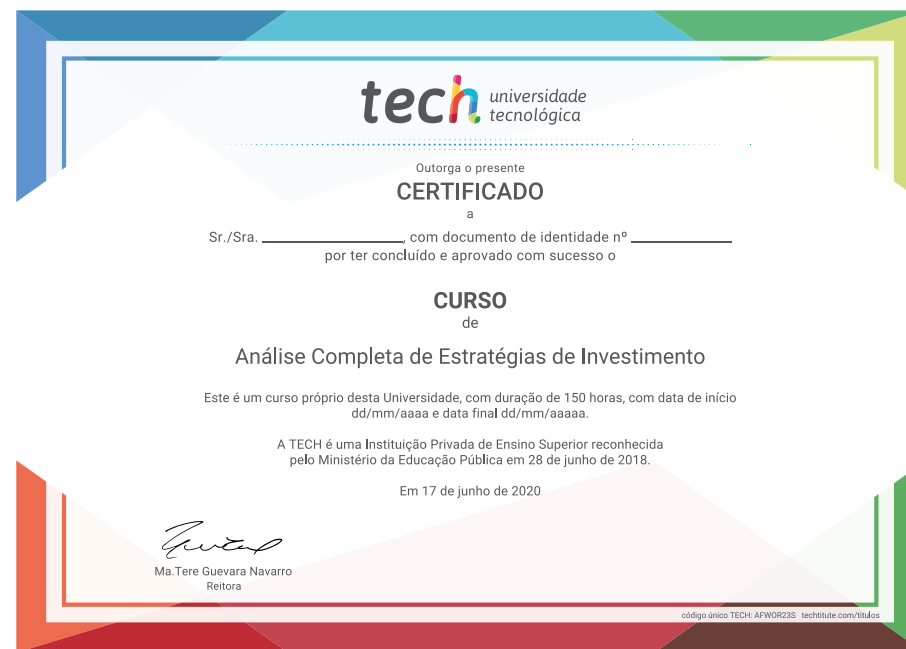 tech universidade
tecnológica
Outorga o presente
CERTIFICADO
a
Sr./Sra. ______________, com documento de identidade nº __________
por ter concluído e aprovado com sucesso o
CURSO
de
Análise Completa de Estratégias de Investimento
Este é um curso próprio desta Universidade, com duração de 150 horas, com data de início
dd/mm/aaaa e data final dd/mm/aaaaa.
A TECH é uma Instituição Privada de Ensino Superior reconhecida
pelo Ministério da Educação Pública em 28 de junho de 2018.
Em 17 de junho de 2020
Ma.Tere Guevara Navarro
Reitora
código único TECH: AFWOR23S techtitute.com/títulos